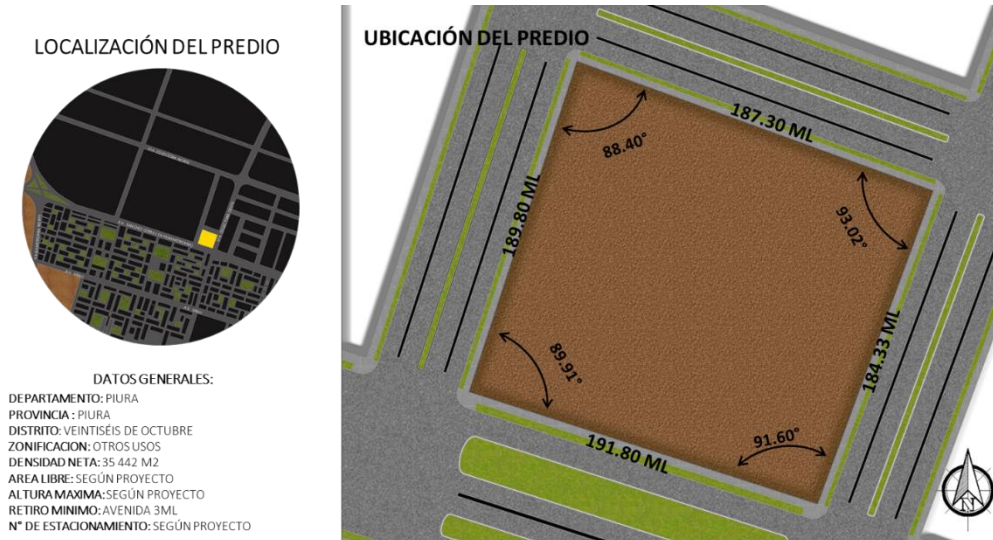 LOCALIZACIÓN DEL PREDIO
DATOS GENERALES:
DEPARTAMENTO: PIURA
PROVINCIA : PIURA
DISTRITO: VEINTISÉIS DE OCTUBRE
ZONIFICACION: OTROS USOS
DENSIDAD NETA: 35 442 M2
AREA LIBRE: SEGÚN PROYECTO
ALTURA MAXIMA: SEGÚN PROYECTO
RETIRO MINIMO: AVENIDA 3ML
N° DE ESTACIONAMIENTO: SEGÚN PROYECTO
UBICACIÓN DEL PREDIO
187.30 ML
88.40°
93.02°
189.80 ML
184.33 ML
89.91°
91.60°
191.80 ML
N